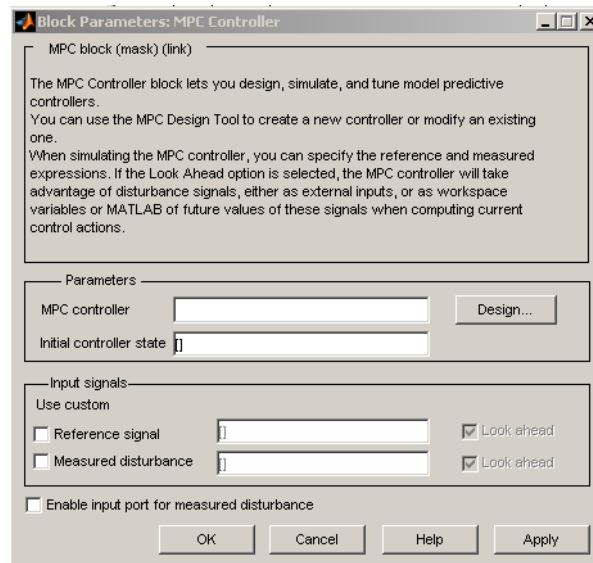 Block Parameters: MPC Controller
MPC block (mask) (link)
The MPC Controller block lets you design, simulate, and tune model predictive
controllers.
You can use the MPC Design Tool to create a new controller or modify an existing
one.
When simulating the MPC controller, you can specify the reference and measured
expressions. If the Look Ahead option is selected, the MPC controller will take
advantage of disturbance signals, either as external inputs, or as workspace
variables or MATLAB of future values of these signals when computing current
control actions.
Parameters
MPC controller
Design...
Initial controller state []
Input signals
Use custom
Reference signal [] Look ahead
Measured disturbance [] Look ahead
Enable input port for measured disturbance
OK Cancel Help Apply